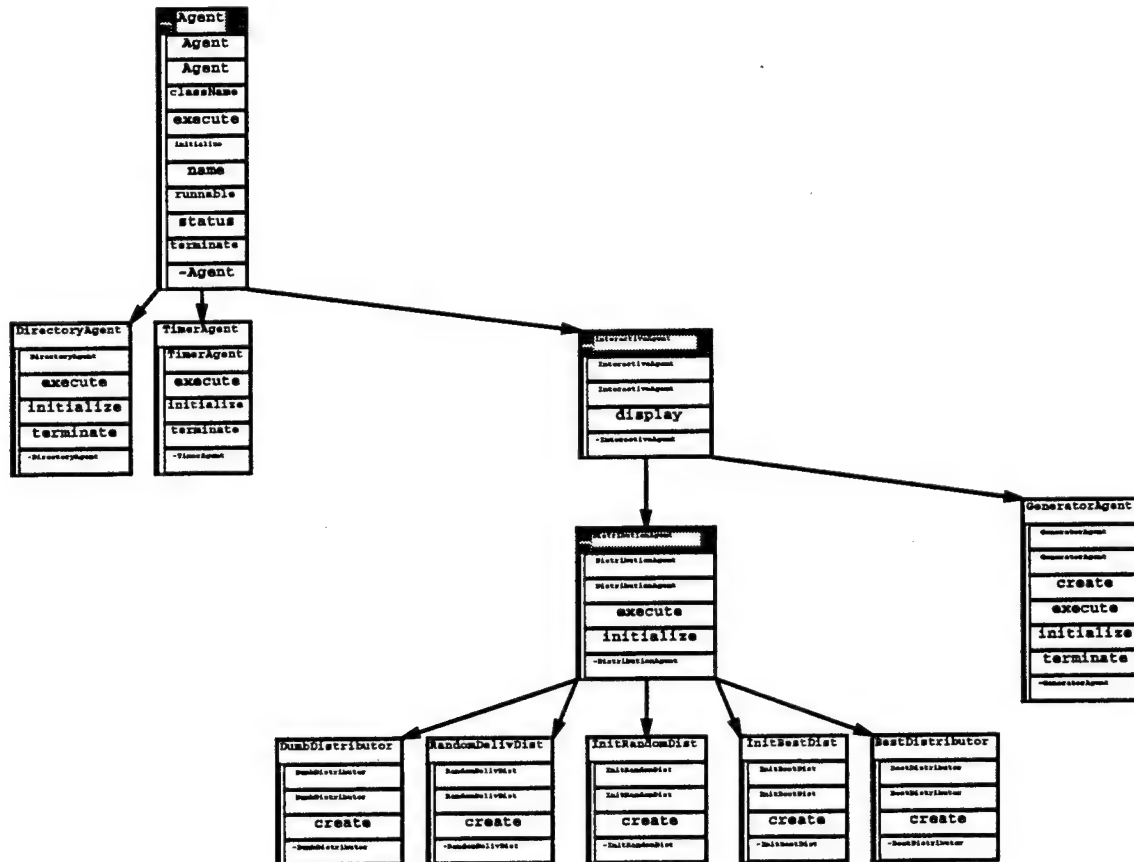 Agent
Agent
Agent
className
execute
initialize
name
runnable
status
terminate
~Agent
DirectoryAgent
DirectoryAgent
execute
initialize
terminate
~DirectoryAgent
TimerAgent
TimerAgent
execute
initialize
terminate
~TimerAgent
InteractiveAgent
InteractiveAgent
InteractiveAgent
display
~InteractiveAgent
DistributionAgent
DistributionAgent
DistributionAgent
execute
initialize
~DistributionAgent
GeneratorAgent
GeneratorAgent
GeneratorAgent
create
execute
initialize
terminate
~GeneratorAgent
DumbDistributor
DumbDistributor
DumbDistributor
create
~DumbDistributor
RandomDelivDist
RandomDelivDist
RandomDelivDist
create
~RandomDelivDist
InitRandomDist
InitRandomDist
InitRandomDist
create
~InitRandomDist
InitBestDist
InitBestDist
InitBestDist
create
~InitBestDist
BestDistributor
BestDistributor
BestDistributor
create
~BestDistributor